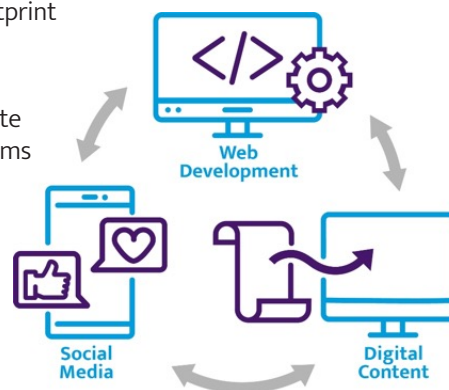 tprint
te
ms
</>
Web
Development
Social
Media
Digital
Content